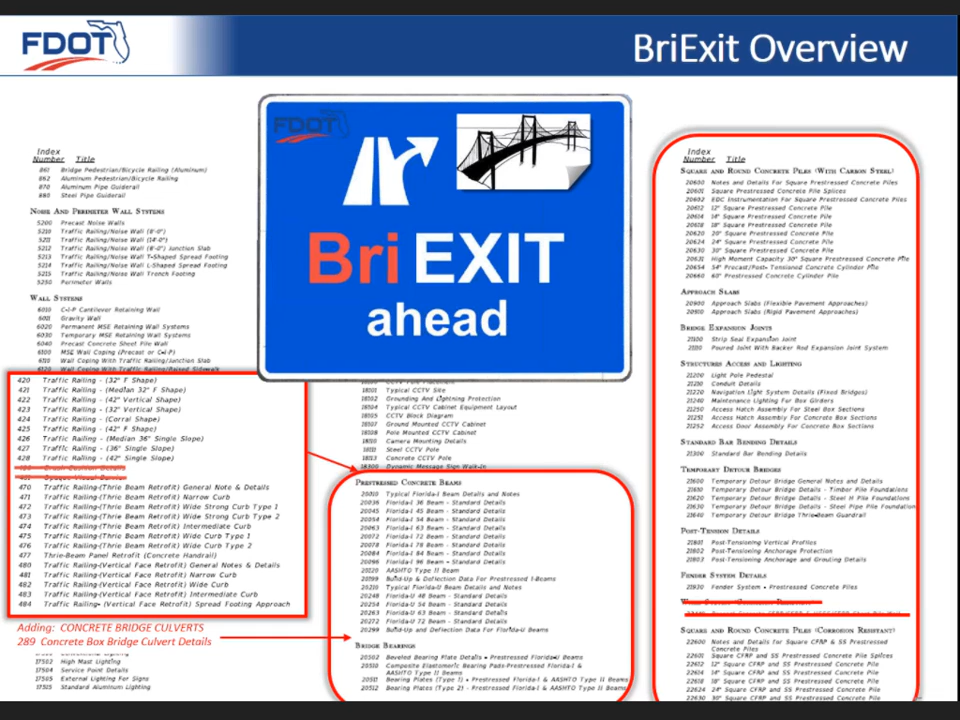 FDOT
BriExit Overview
FDOT
Bri EXIT
ahead
Index
Number Title
861 Bridge Pedestrian/Bicycle Railing (Aluminum)
862 Aluminum Pedestrian/Bicycle Railing
870 Aluminum Pipe Guiderail
880 Steel Pipe Guiderail
NOISE AND PERIMETER WALL SYSTEMS
5200 Precast Noise Walls
5210 Traffic Railing/Noise Wall (8'-0")
5211 Traffic Railing/Noise Wall (14'-0")
5212 Traffic Railing/Noise Wall (8'-0") Junction Slab
5213 Traffic Railing/Noise Wall T-Shaped Spread Footing
5214 Traffic Railing/Noise Wall L-Shaped Spread Footing
5215 Traffic Railing/Noise Wall Trench Footing
5250 Perimeter Walls
WALL SYSTEMS
6010 C-I-P Cantilever Retaining Wall
6011 Gravity Wall
6020 Permanent MSE Retaining Wall Systems
6030 Temporary MSE Retaining Wall Systems
6040 Precast Concrete Sheet Pile Wall
6100 MSE Wall Coping (Precast or C-I-P)
6110 Wall Coping With Traffic Railing/Junction Slab
6120 Wall Coping With Traffic Railing/Raised Sidewalk
420 Traffic Railing - (32" F Shape)
421 Traffic Railing - (Median 32" F Shape)
422 Traffic Railing - (42" Vertical Shape)
423 Traffic Railing - (32" Vertical Shape)
424 Traffic Railing - (Corral Shape)
425 Traffic Railing - (42" F Shape)
426 Traffic Railing - (Median 36" Single Slope)
427 Traffic Railing - (36" Single Slope)
428 Traffic Railing - (42" Single Slope)
470 Traffic Railing-(Thrie Beam Retrofit) General Note & Details
471 Traffic Railing-(Thrie Beam Retrofit) Narrow Curb
472 Traffic Railing-(Thrie Beam Retrofit) Wide Strong Curb Type 1
473 Traffic Railing-(Thrie Beam Retrofit) Wide Strong Curb Type 2
474 Traffic Railing-(Thrie Beam Retrofit) Intermediate Curb
475 Traffic Railing-(Thrie Beam Retrofit) Wide Curb Type 1
476 Traffic Railing-(Thrie Beam Retrofit) Wide Curb Type 2
477 Thrie-Beam Panel Retrofit (Concrete Handrail)
480 Traffic Railing-(Vertical Face Retrofit) General Notes & Details
481 Traffic Railing-(Vertical Face Retrofit) Narrow Curb
482 Traffic Railing-(Vertical Face Retrofit) Wide Curb
483 Traffic Railing-(Vertical Face Retrofit) Intermediate Curb
484 Traffic Railing- (Vertical Face Retrofit) Spread Footing Approach
Adding: CONCRETE BRIDGE CULVERTS
289 Concrete Box Bridge Culvert Details
17502 High Mast Lighting
17504 Service Point Details
17505 External Lighting For Signs
17515 Standard Aluminum Lighting
18101 Typical CCTV Site
18102 Grounding And Lightning Protection
18104 Typical CCTV Cabinet Equipment Layout
18105 CCTV Block Diagram
18107 Ground Mounted CCTV Cabinet
18108 Pole Mounted CCTV Cabinet
18110 Camera Mounting Details
18111 Steel CCTV Pole
18113 Concrete CCTV Pole
18300 Dynamic Message Sign Walk-In
PRESTRESSED CONCRETE BEAMS
20010 Typical Florida-I Beam Details and Notes
20036 Florida-I 36 Beam - Standard Details
20045 Florida-I 45 Beam - Standard Details
20054 Florida-I 54 Beam - Standard Details
20063 Florida-I 63 Beam - Standard Details
20072 Florida-I 72 Beam - Standard Details
20078 Florida-I 78 Beam - Standard Details
20084 Florida-I 84 Beam - Standard Details
20096 Florida-I 96 Beam - Standard Details
20120 AASHTO Type II Beam
20199 Build-Up & Deflection Data For Prestressed I-Beams
20210 Typical Florida-U Beam Details and Notes
20248 Florida-U 48 Beam - Standard Details
20254 Florida-U 54 Beam - Standard Details
20263 Florida-U 63 Beam - Standard Details
20272 Florida-U 72 Beam - Standard Details
20299 Build-Up and Deflection Data For Florida-U Beams
BRIDGE BEARINGS
20502 Beveled Bearing Plate Details - Prestressed Florida-U Beams
20510 Composite Elastomeric Bearing Pads-Prestressed Florida-I &
AASHTO Type II Beams
20511 Bearing Plates (Type 1) - Prestressed Florida-I & AASHTO Type II Beams
20512 Bearing Plates (Type 2) - Prestressed Florida-I & AASHTO Type II Beams
Index
Number Title
SQUARE AND ROUND CONCRETE PILES (WITH CARBON STEEL)
20600 Notes and Details For Square Prestressed Concrete Piles
20601 Square Prestressed Concrete Pile Splices
20602 EDC Instrumentation For Square Prestressed Concrete Piles
20612 12" Square Prestressed Concrete Pile
20614 14" Square Prestressed Concrete Pile
20618 18" Square Prestressed Concrete Pile
20620 20" Square Prestressed Concrete Pile
20624 24" Square Prestressed Concrete Pile
20630 30" Square Prestressed Concrete Pile
20631 High Moment Capacity 30" Square Prestressed Concrete Pile
20654 54" Precast/Post-Tensioned Concrete Cylinder Pile
20660 60" Prestressed Concrete Cylinder Pile
APPROACH SLABS
20900 Approach Slabs (Flexible Pavement Approaches)
20910 Approach Slabs (Rigid Pavement Approaches)
BRIDGE EXPANSION JOINTS
21100 Strip Seal Expansion Joint
21110 Poured Joint With Backer Rod Expansion Joint System
STRUCTURES ACCESS AND LIGHTING
21200 Light Pole Pedestal
21210 Conduit Details
21220 Navigation Light System Details (Fixed Bridges)
21240 Maintenance Lighting For Box Girders
21250 Access Hatch Assembly For Steel Box Sections
21251 Access Hatch Assembly For Concrete Box Sections
21252 Access Door Assembly For Concrete Box Sections
STANDARD BAR BENDING DETAILS
21300 Standard Bar Bending Details
TEMPORARY DETOUR BRIDGES
21600 Temporary Detour Bridge General Notes and Details
21610 Temporary Detour Bridge Details - Timber Pile Foundations
21620 Temporary Detour Bridge Details - Steel H Pile Foundations
21630 Temporary Detour Bridge Details - Steel Pipe Pile Foundations
21640 Temporary Detour Bridge Thrie-Beam Guardrail
POST-TENSION DETAILS
21801 Post-Tensioning Vertical Profiles
21802 Post-Tensioning Anchorage Protection
21803 Post-Tensioning Anchorage and Grouting Details
FENDER SYSTEM DETAILS
21930 Fender System - Prestressed Concrete Piles
SQUARE AND ROUND CONCRETE PILES (CORROSION RESISTANT)
22600 Notes and Details For Square CFRP & SS Prestressed
Concrete Piles
22601 Square CFRP and SS Prestressed Concrete Pile Splices
22612 12" Square CFRP and SS Prestressed Concrete Pile
22614 14" Square CFRP and SS Prestressed Concrete Pile
22618 18" Square CFRP and SS Prestressed Concrete Pile
22624 24" Square CFRP and SS Prestressed Concrete Pile
22630 30" Square CFRP and SS Prestressed Concrete Pile